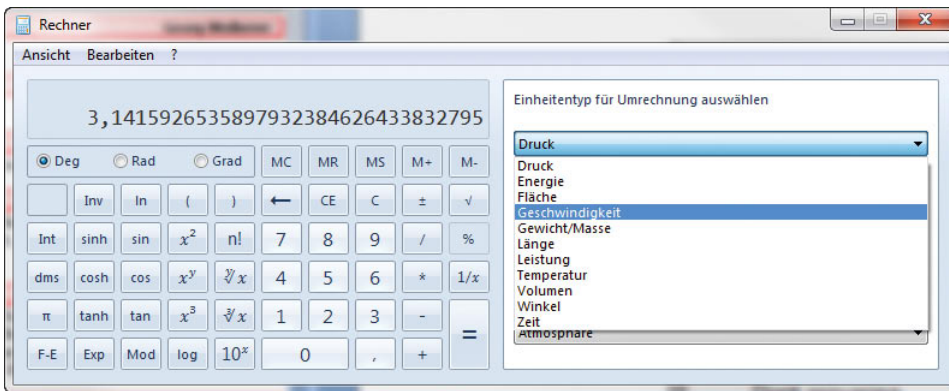 Rechner
Ansicht Bearbeiten ?
3,1415926535897932384626433832795
Deg Rad Grad MC MR MS M+ M-
Inv ln ( ) ← CE C ± √
Int sinh sin x² n! 7 8 9 / %
dms cosh cos xʸ ʸ√x 4 5 6 * 1/x
π tanh tan x³ ³√x 1 2 3 - =
F-E Exp Mod log 10ˣ 0 , +
Einheitentyp für Umrechnung auswählen
Druck
Druck
Energie
Fläche
Geschwindigkeit
Gewicht/Masse
Länge
Leistung
Temperatur
Volumen
Winkel
Zeit
Atmosphäre